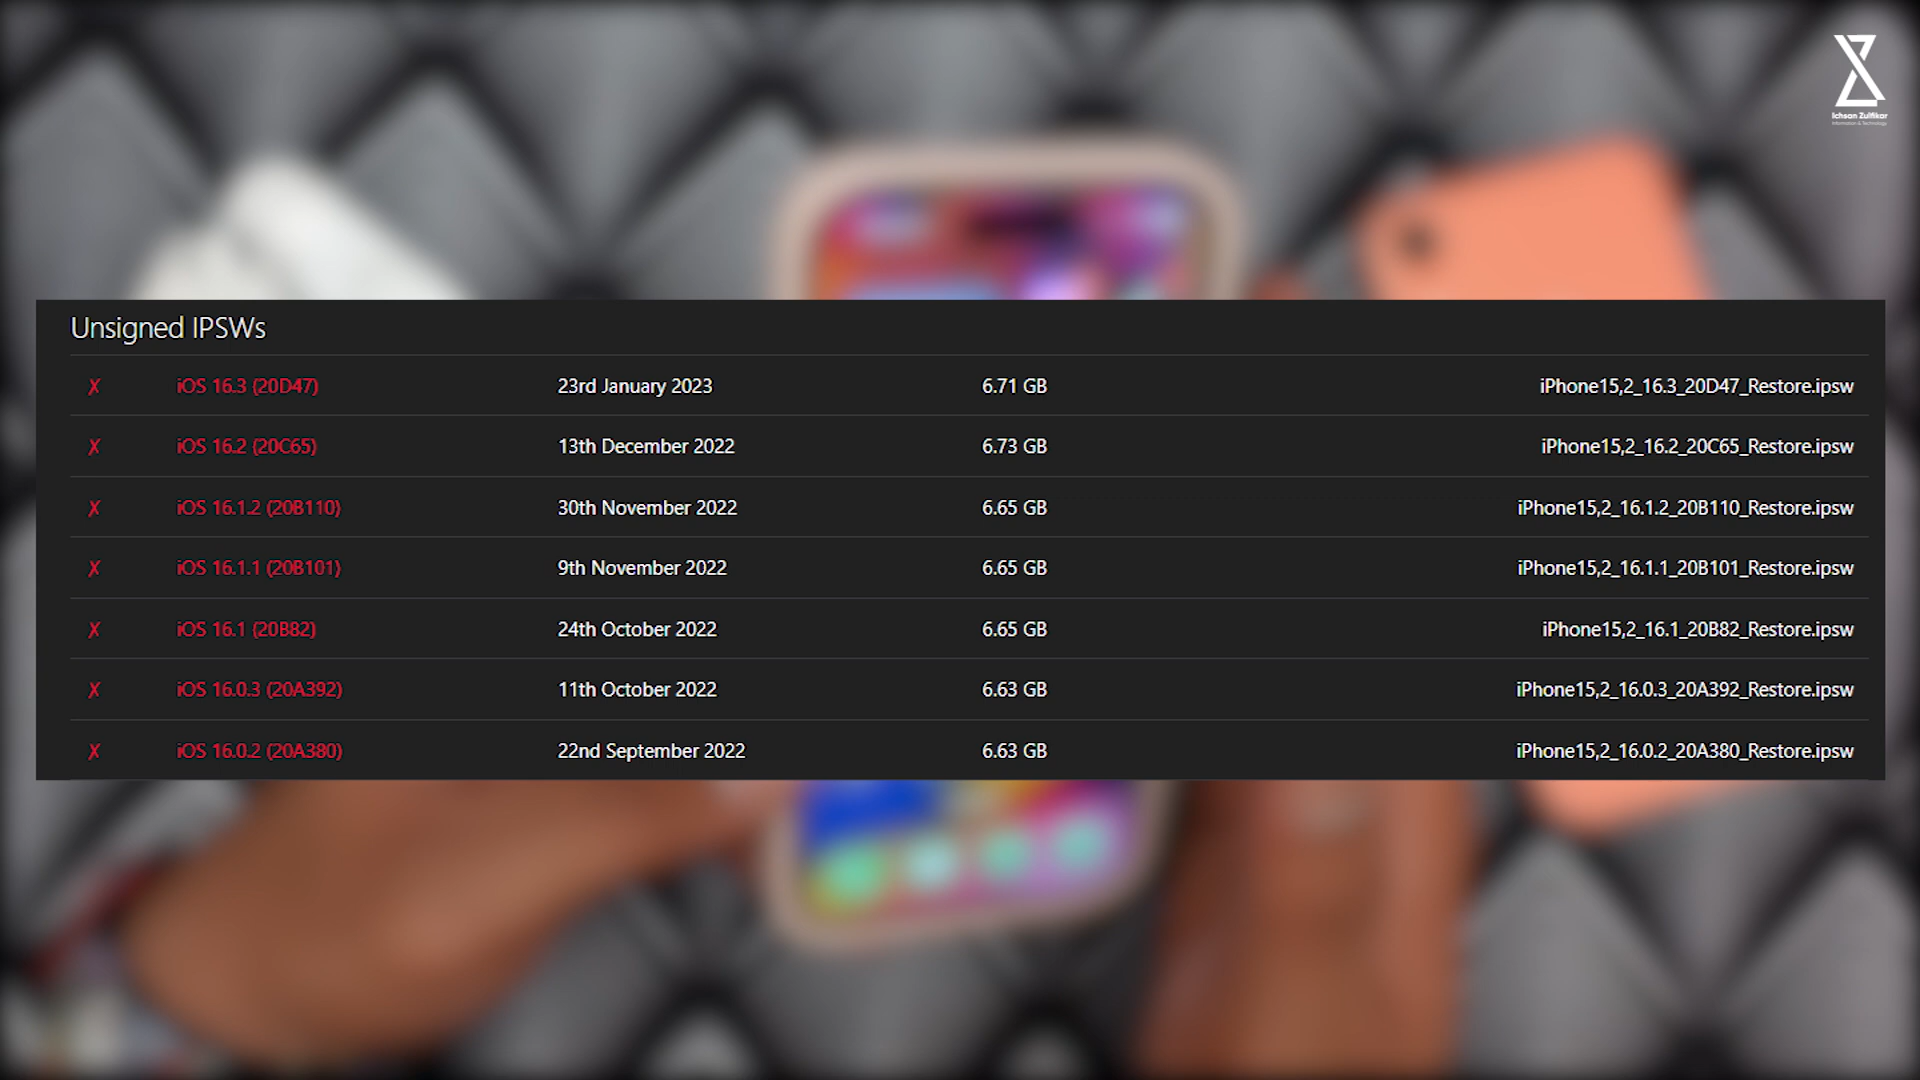 Ichsan Zulfikar
Information & Technology
Unsigned IPSWs
✗ iOS 16.3 (20D47) 23rd January 2023 6.71 GB iPhone15,2_16.3_20D47_Restore.ipsw
✗ iOS 16.2 (20C65) 13th December 2022 6.73 GB iPhone15,2_16.2_20C65_Restore.ipsw
✗ iOS 16.1.2 (20B110) 30th November 2022 6.65 GB iPhone15,2_16.1.2_20B110_Restore.ipsw
✗ iOS 16.1.1 (20B101) 9th November 2022 6.65 GB iPhone15,2_16.1.1_20B101_Restore.ipsw
✗ iOS 16.1 (20B82) 24th October 2022 6.65 GB iPhone15,2_16.1_20B82_Restore.ipsw
✗ iOS 16.0.3 (20A392) 11th October 2022 6.63 GB iPhone15,2_16.0.3_20A392_Restore.ipsw
✗ iOS 16.0.2 (20A380) 22nd September 2022 6.63 GB iPhone15,2_16.0.2_20A380_Restore.ipsw